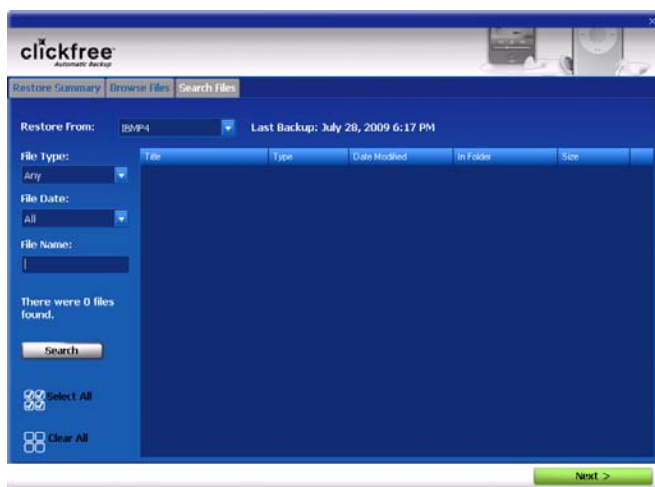 clickfree
Automatic Backup
Restore Summary Browse Files Search Files
Restore From: IBMP4 Last Backup: July 28, 2009 6:17 PM
File Type: Title Type Date Modified In Folder Size
Any
File Date:
All
File Name:
There were 0 files
found.
Search
Select All
Clear All
Next >